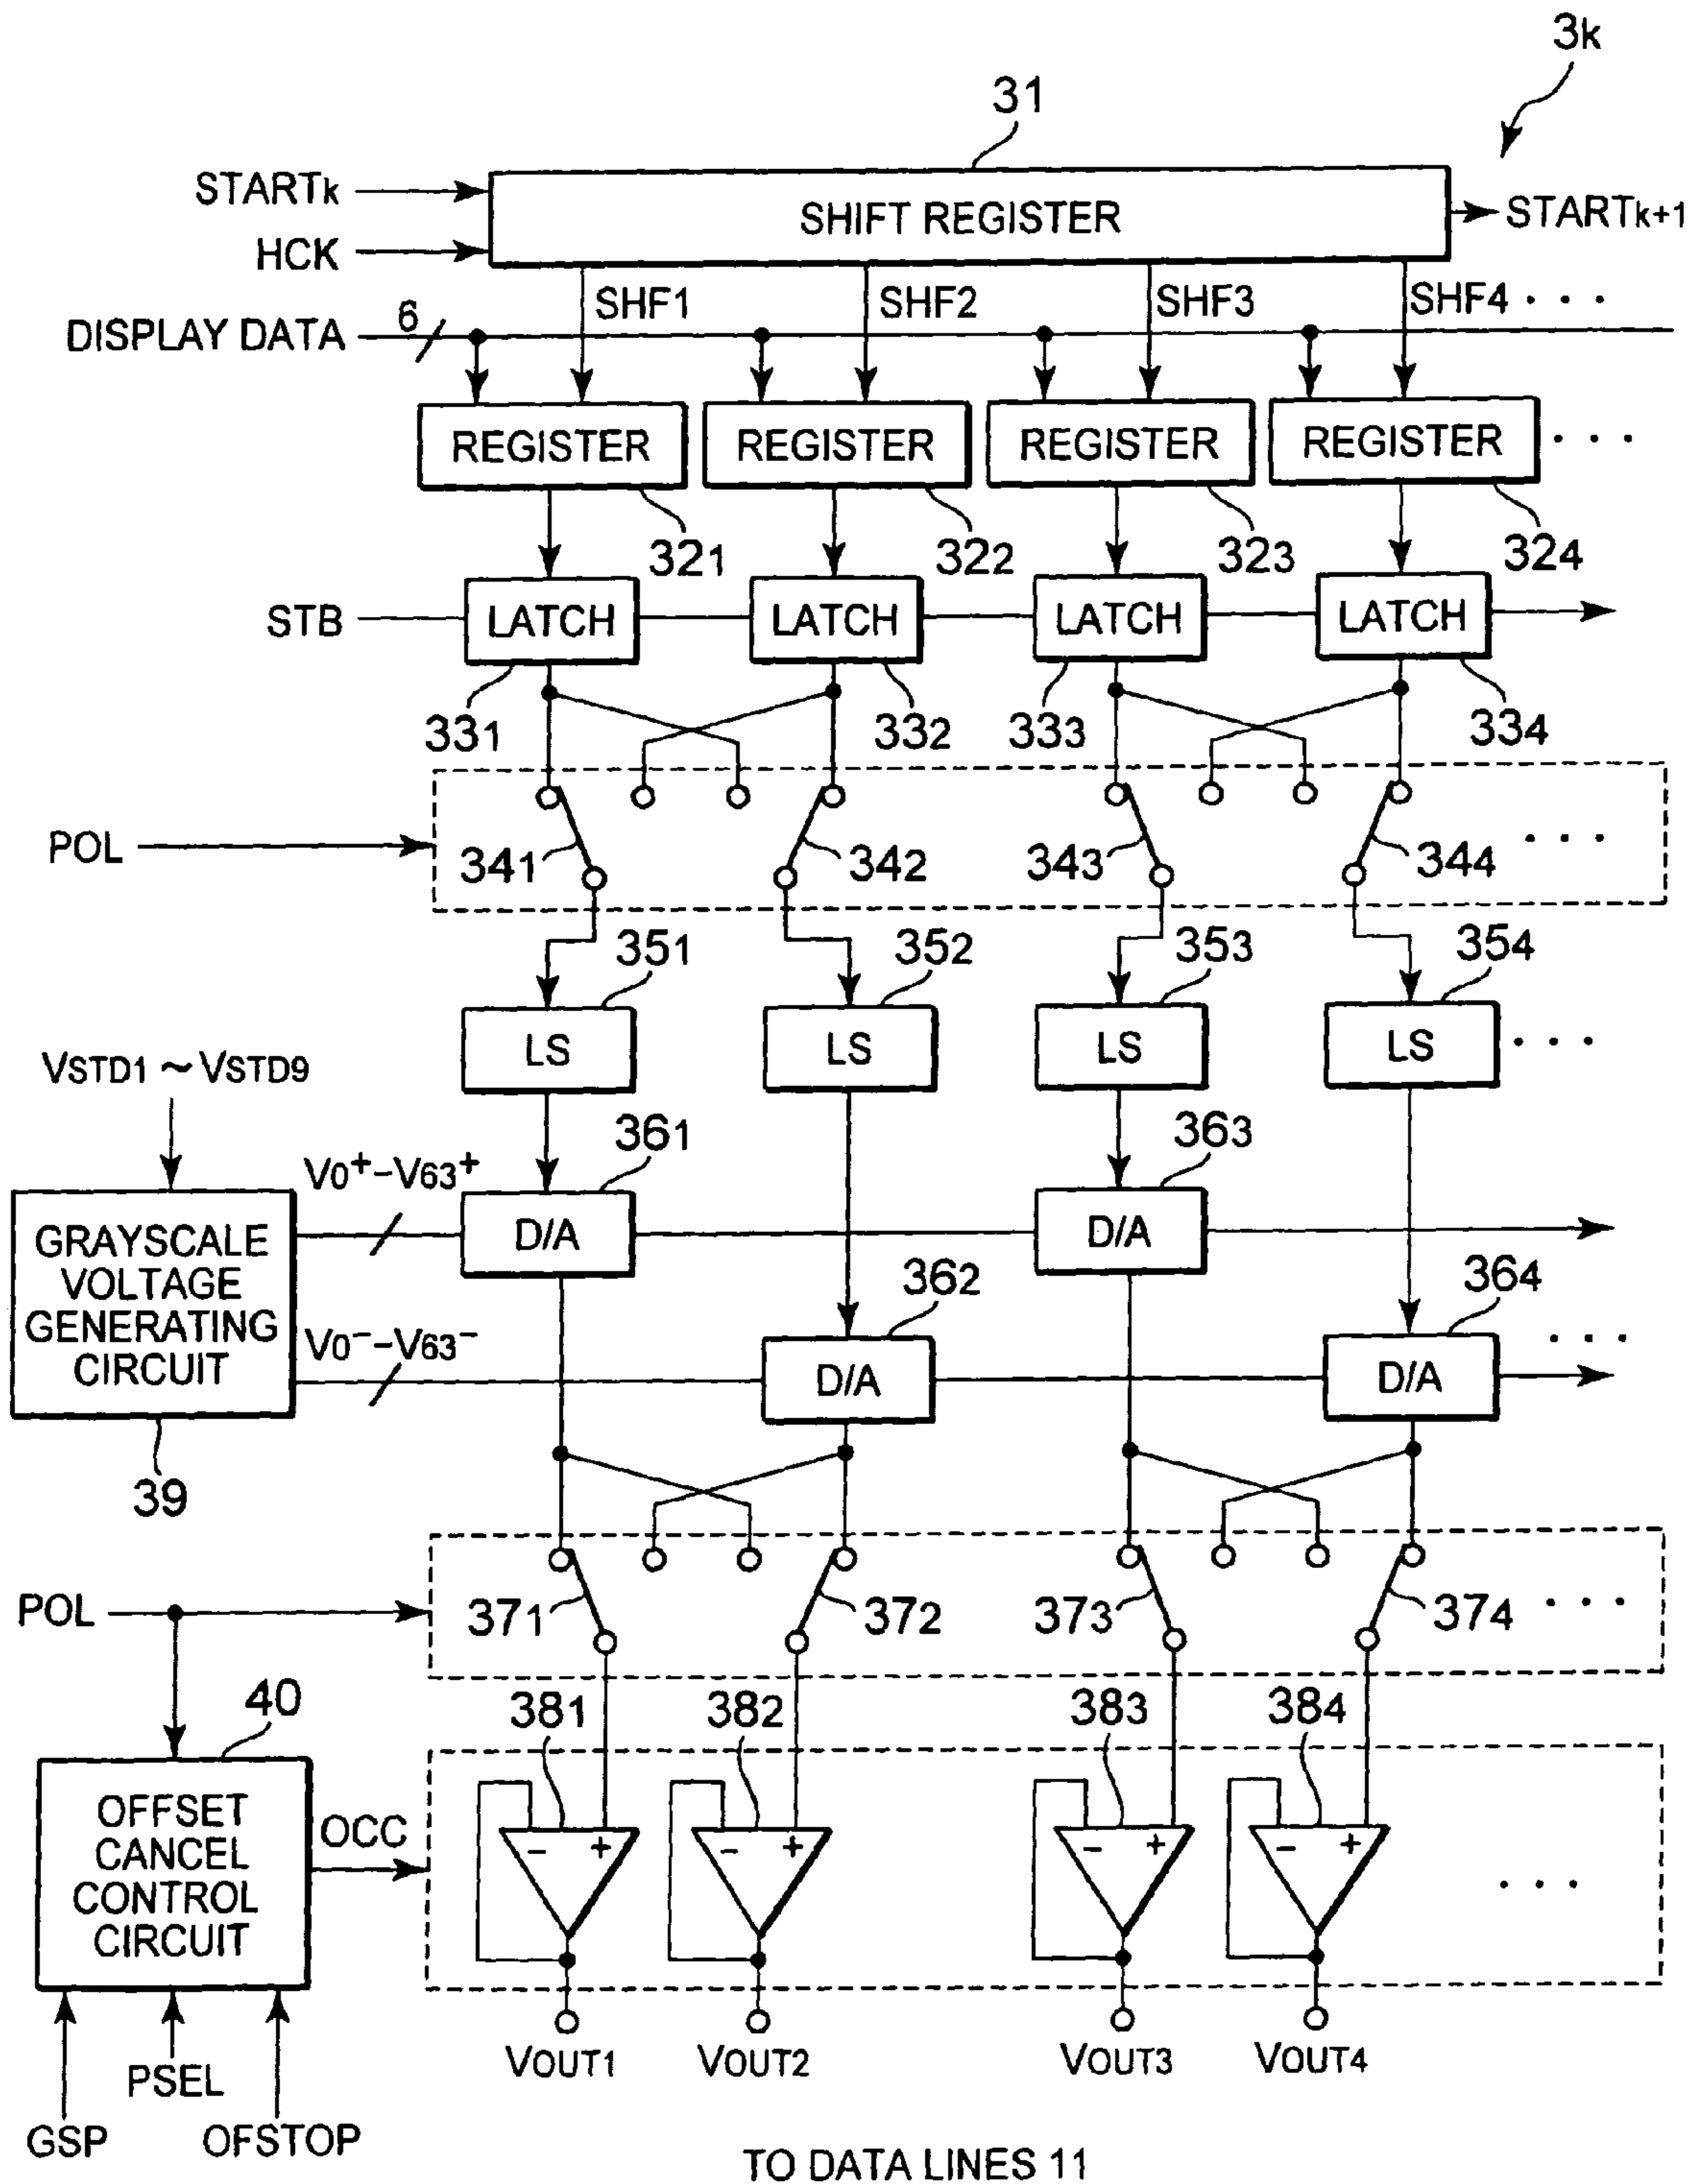 3k
31
STARTk
SHIFT REGISTER
STARTk+1
HCK
SHF1
SHF2
SHF3
SHF4 · · ·
DISPLAY DATA
6
REGISTER
REGISTER
REGISTER
REGISTER
· · ·
321
322
323
324
STB
LATCH
LATCH
LATCH
LATCH
331
332
333
334
POL
341
342
343
344
· · ·
351
352
353
354
LS
LS
LS
LS
· · ·
VSTD1 ~ VSTD9
361
363
V0+–V63+
GRAYSCALE
VOLTAGE
GENERATING
CIRCUIT
D/A
D/A
362
364
V0−–V63−
D/A
D/A
· · ·
39
POL
371
372
373
374
· · ·
40
381
382
383
384
OFFSET
CANCEL
CONTROL
CIRCUIT
OCC
− +
− +
− +
− +
· · ·
VOUT1
VOUT2
VOUT3
VOUT4
PSEL
GSP
OFSTOP
TO DATA LINES 11